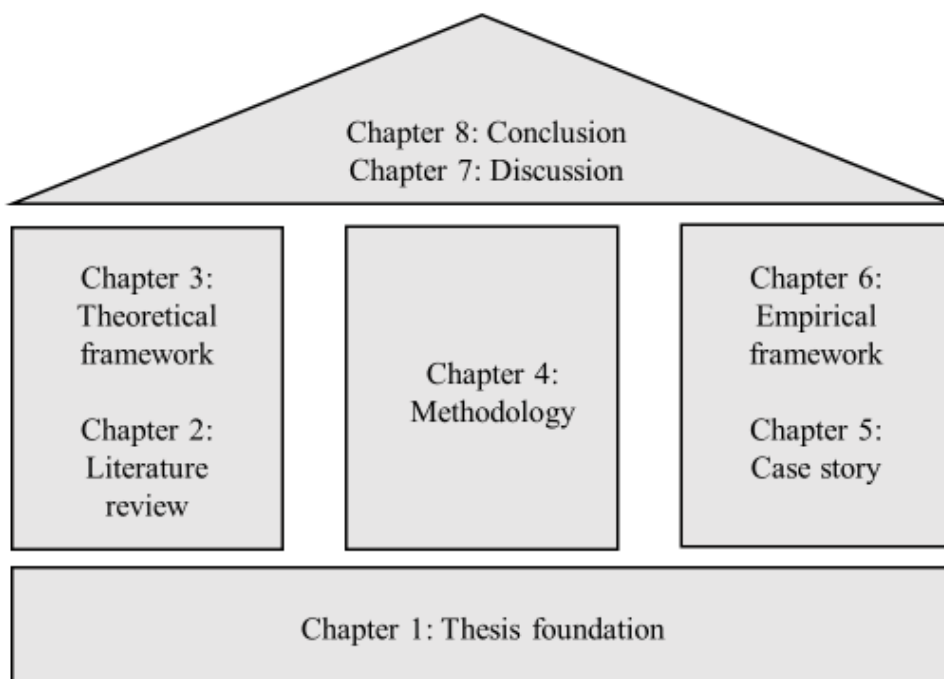 Chapter 8: Conclusion
Chapter 7: Discussion
Chapter 3:
Theoretical
framework
Chapter 2:
Literature
review
Chapter 4:
Methodology
Chapter 6:
Empirical
framework
Chapter 5:
Case story
Chapter 1: Thesis foundation